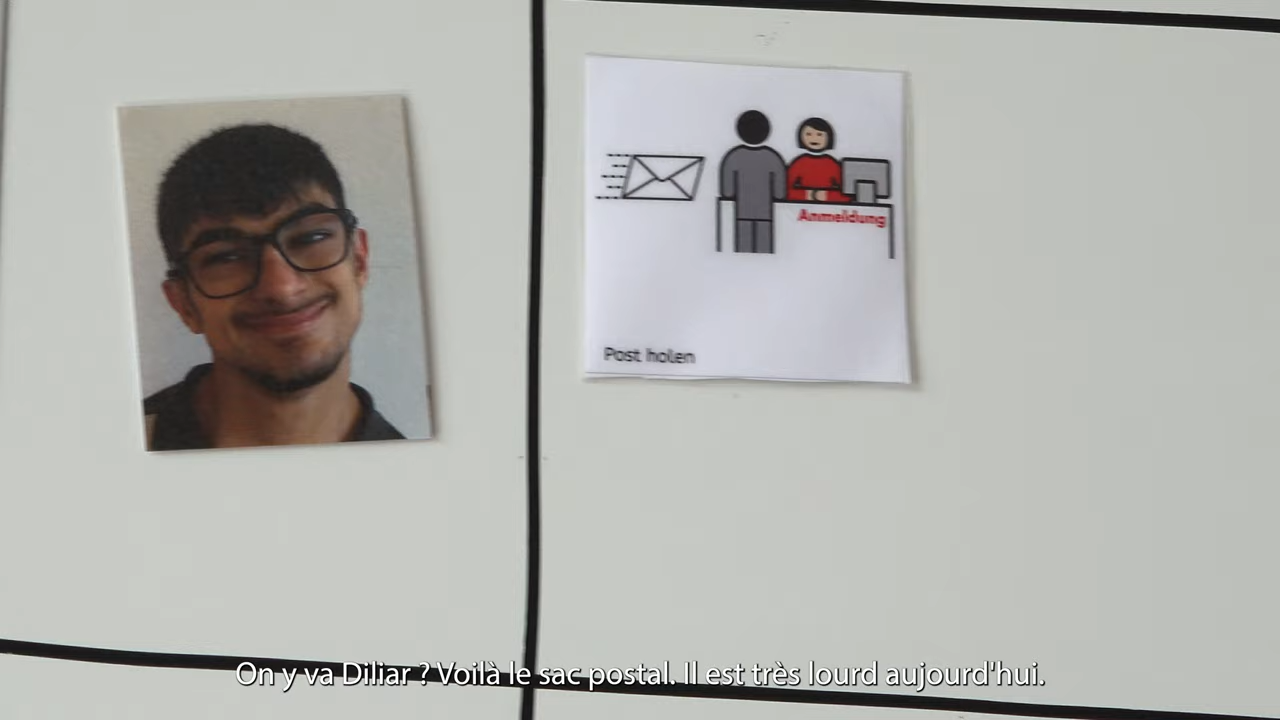 Anmeldung
Post holen
On y va Diliar ? Voilà le sac postal. Il est très lourd aujourd'hui.